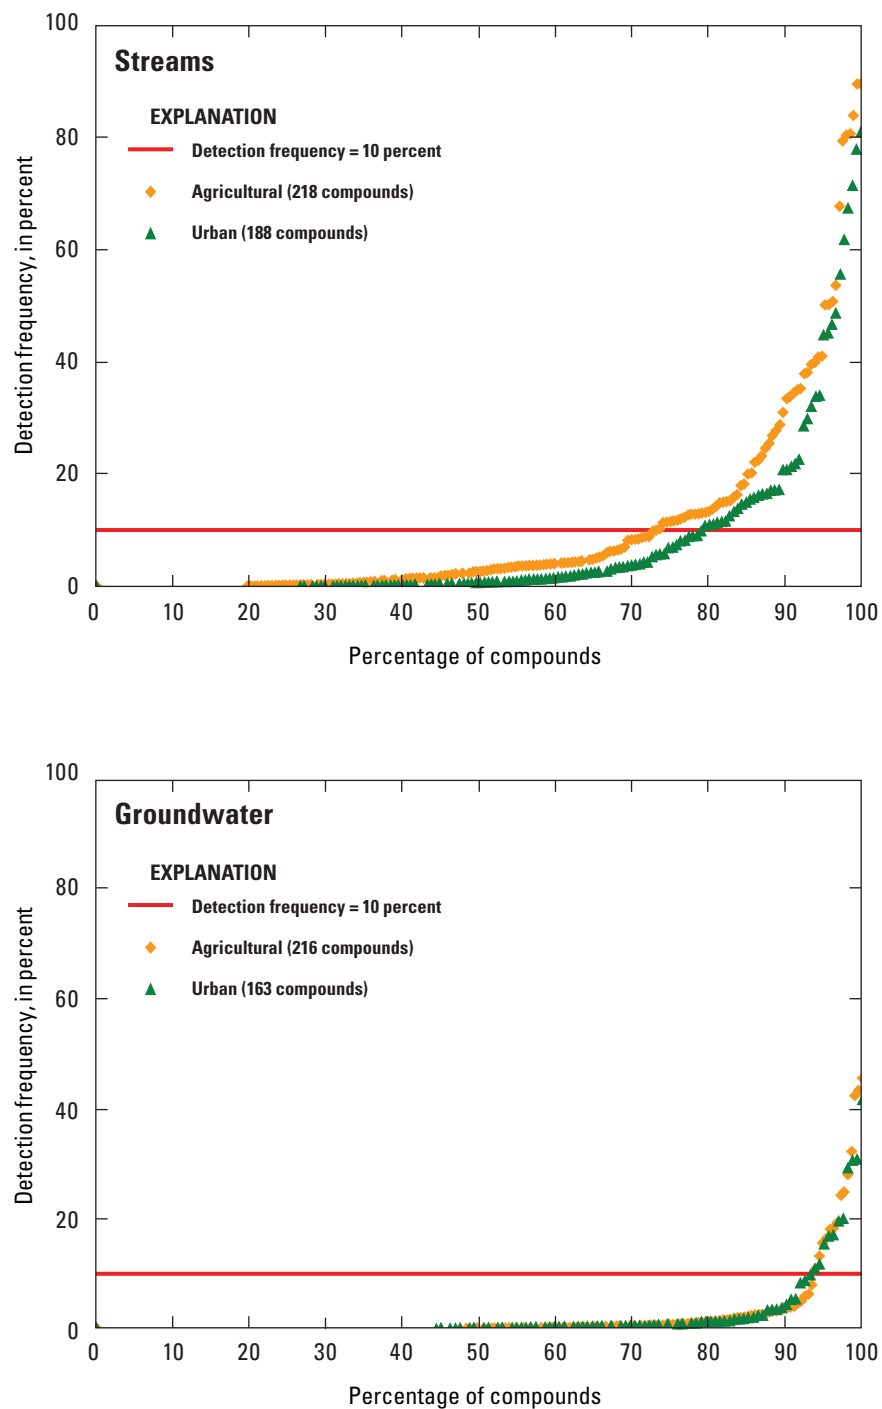 Streams
EXPLANATION
Detection frequency = 10 percent
Agricultural (218 compounds)
Urban (188 compounds)
Detection frequency, in percent
100
80
60
40
20
0
0 10 20 30 40 50 60 70 80 90 100
Percentage of compounds
Groundwater
EXPLANATION
Detection frequency = 10 percent
Agricultural (216 compounds)
Urban (163 compounds)
Detection frequency, in percent
100
80
60
40
20
0
0 10 20 30 40 50 60 70 80 90 100
Percentage of compounds